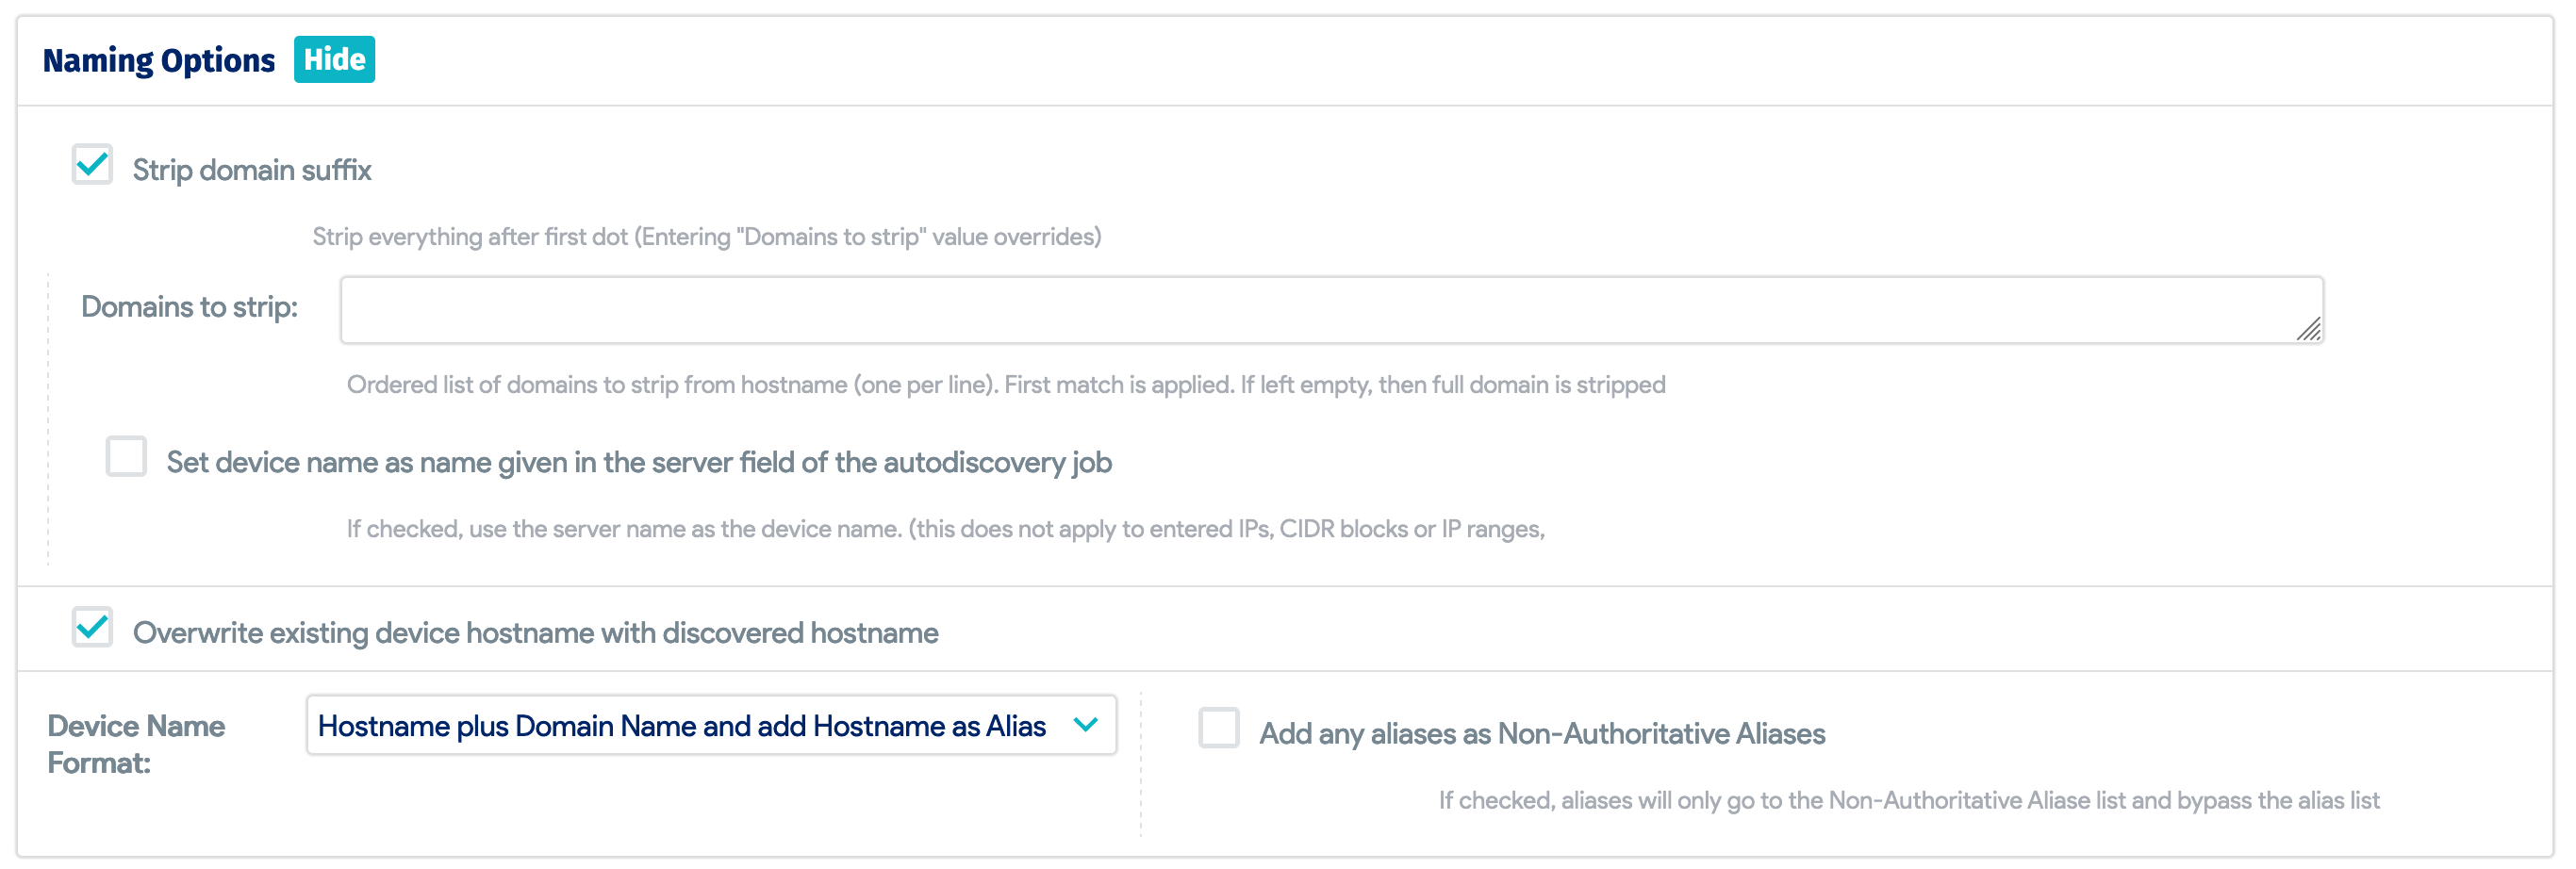 Naming Options Hide
Strip domain suffix
Strip everything after first dot (Entering "Domains to strip" value overrides)
Domains to strip:
Ordered list of domains to strip from hostname (one per line). First match is applied. If left empty, then full domain is stripped
Set device name as name given in the server field of the autodiscovery job
If checked, use the server name as the device name. (this does not apply to entered IPs, CIDR blocks or IP ranges,
Overwrite existing device hostname with discovered hostname
Device Name
Format:
Hostname plus Domain Name and add Hostname as Alias
Add any aliases as Non-Authoritative Aliases
If checked, aliases will only go to the Non-Authoritative Aliase list and bypass the alias list